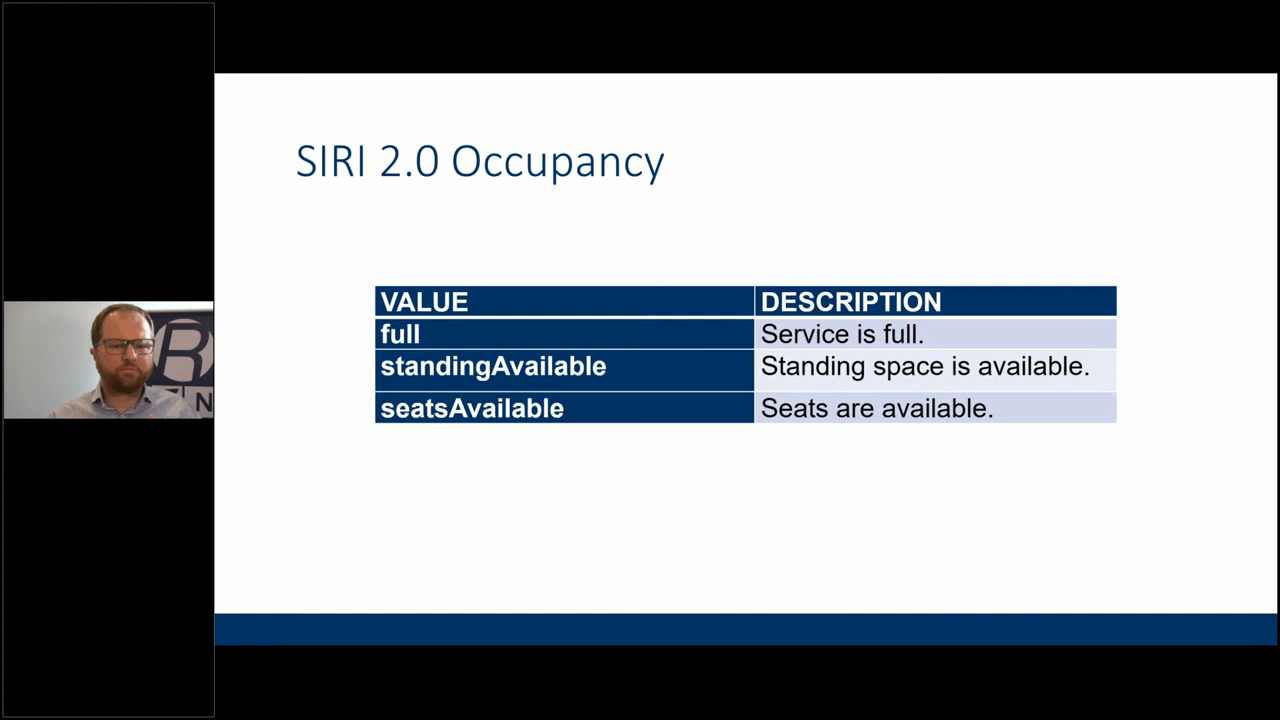 SIRI 2.0 Occupancy
VALUE DESCRIPTION
full Service is full.
standingAvailable Standing space is available.
seatsAvailable Seats are available.
R
N